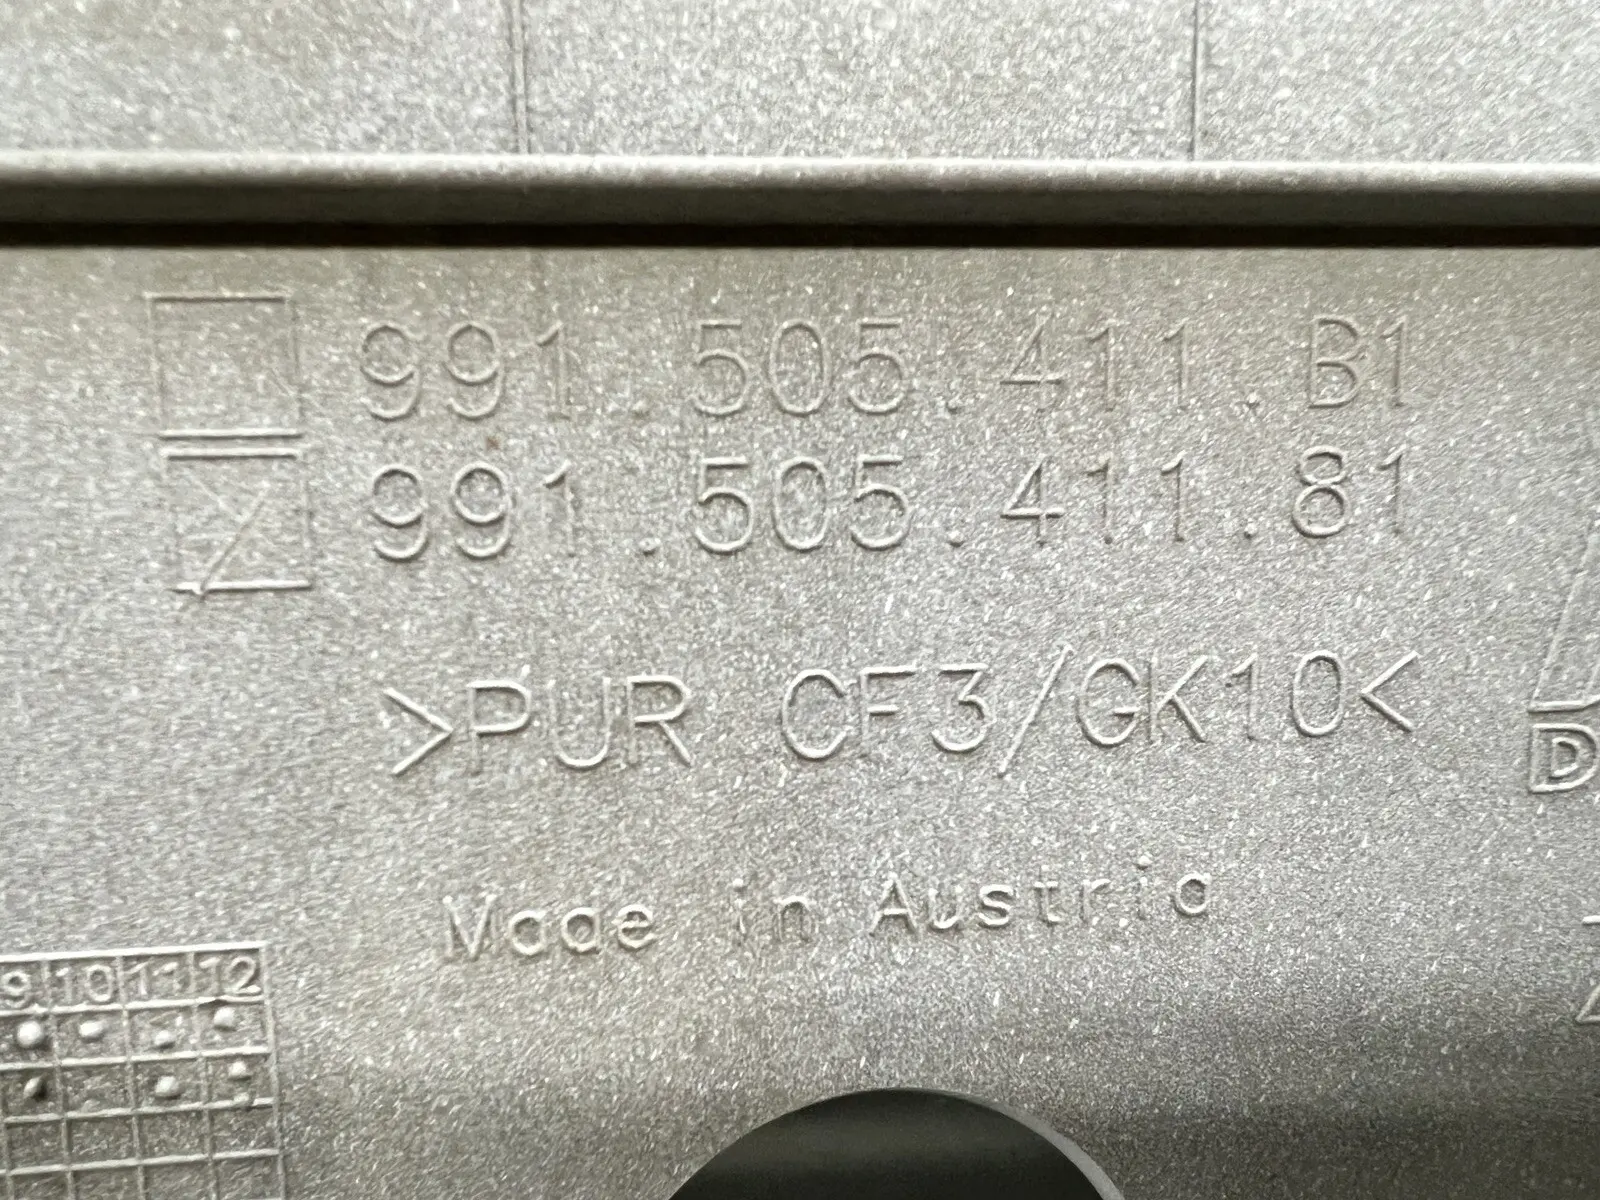 991.505.411.B1
991.505.411.81
>PUR CF3/GK10<
Made in Austria
9 10 11 12
D